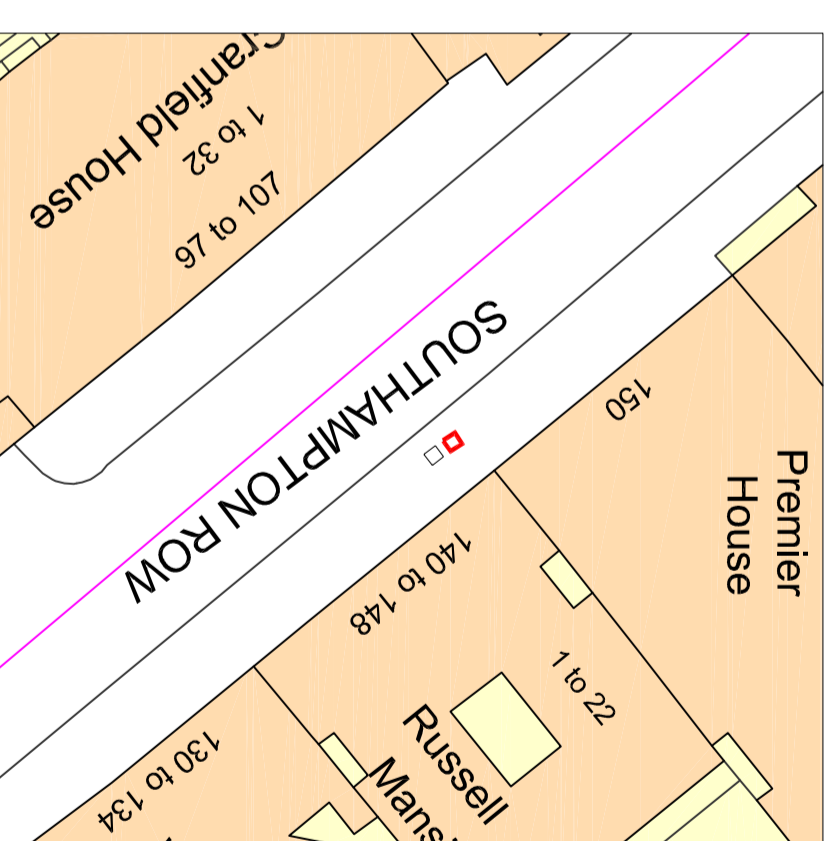 Cranfield House
1 to 32
97 to 107
SOUTHAMPTON ROW
150
Premier
House
140 to 148
1 to 22
Russell
130 to 134